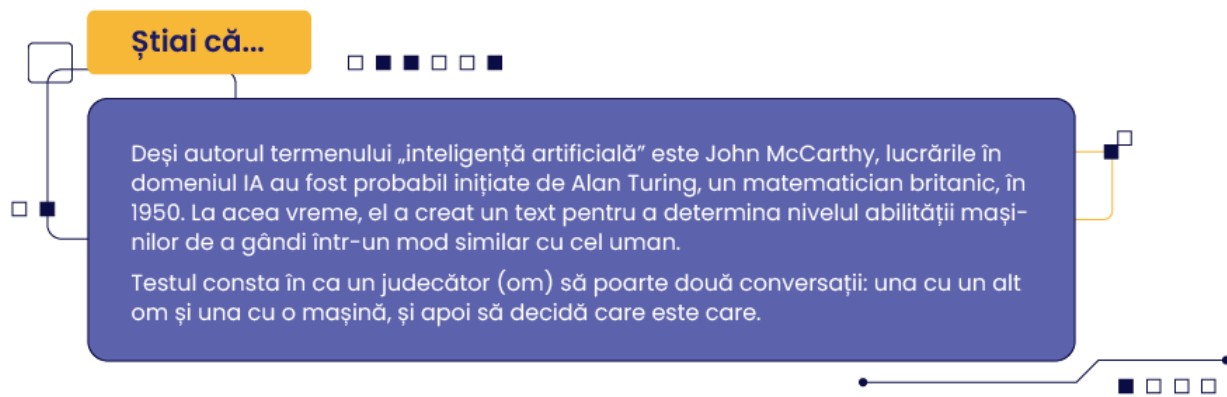 Știai că...
Deși autorul termenului „inteligență artificială” este John McCarthy, lucrările în
domeniul IA au fost probabil inițiate de Alan Turing, un matematician britanic, în
1950. La acea vreme, el a creat un text pentru a determina nivelul abilității mași-
nilor de a gândi într-un mod similar cu cel uman.
Testul consta în ca un judecător (om) să poarte două conversații: una cu un alt
om și una cu o mașină, și apoi să decidă care este care.